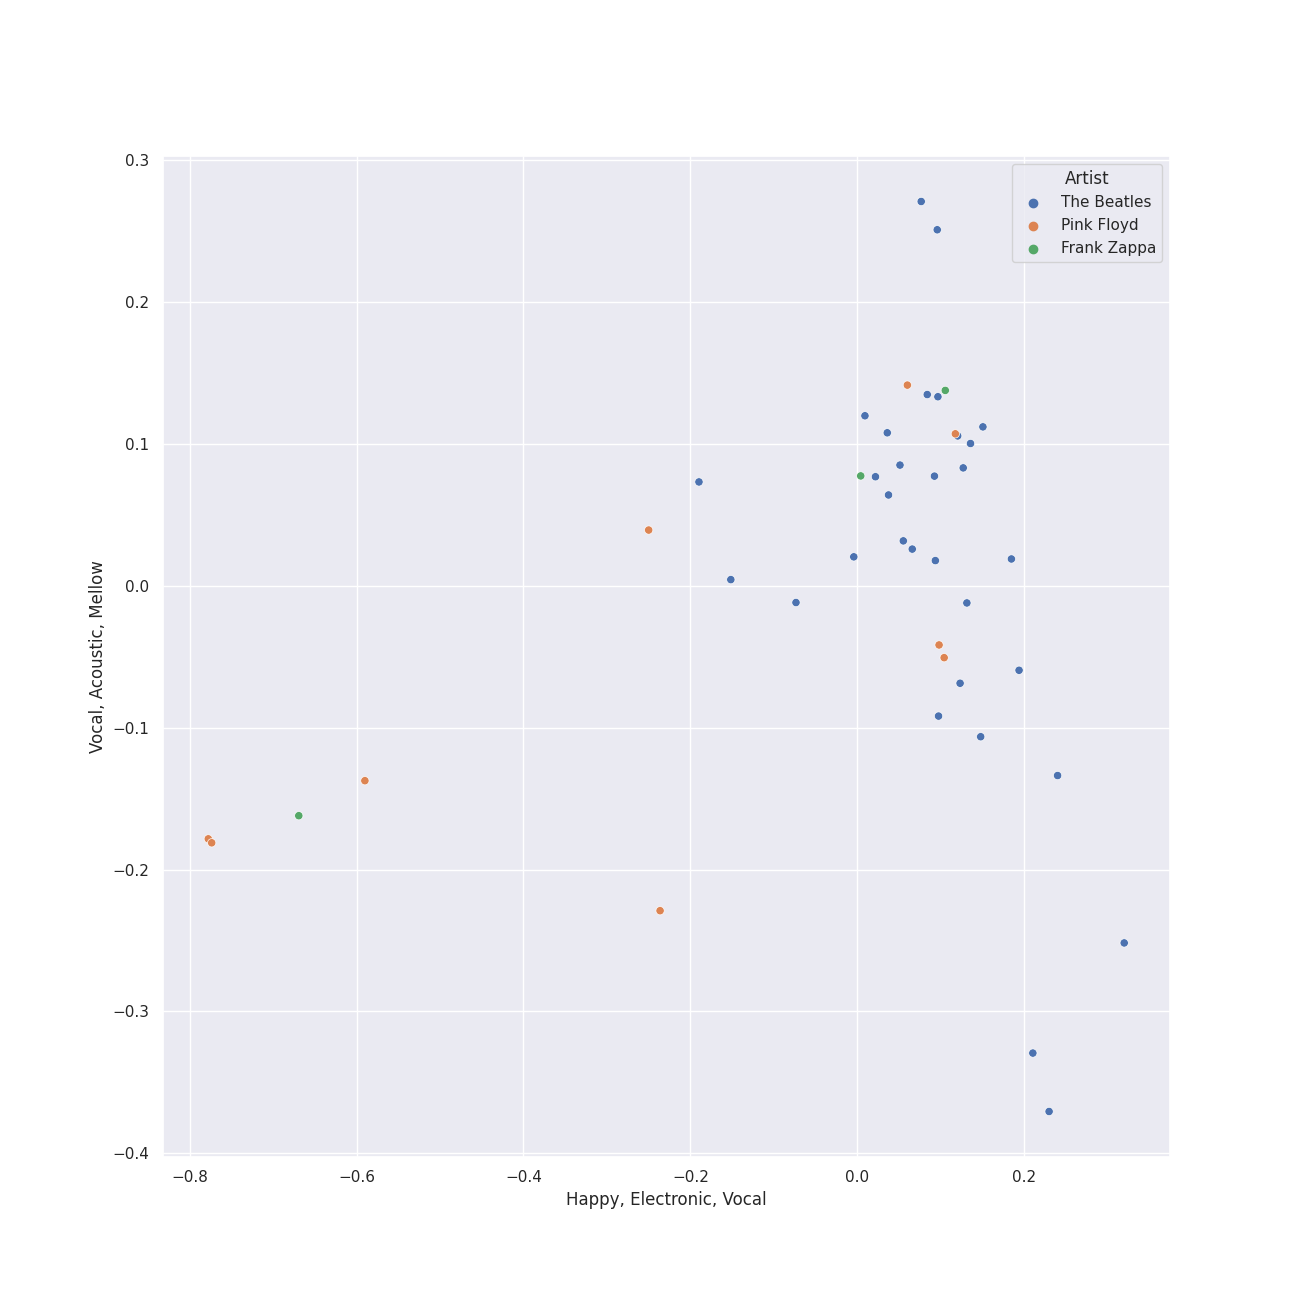 Artist
The Beatles
Pink Floyd
Frank Zappa
0.3
0.2
0.1
0.0
−0.1
−0.2
−0.3
−0.4
Vocal, Acoustic, Mellow
−0.8 −0.6 −0.4 −0.2 0.0 0.2
Happy, Electronic, Vocal